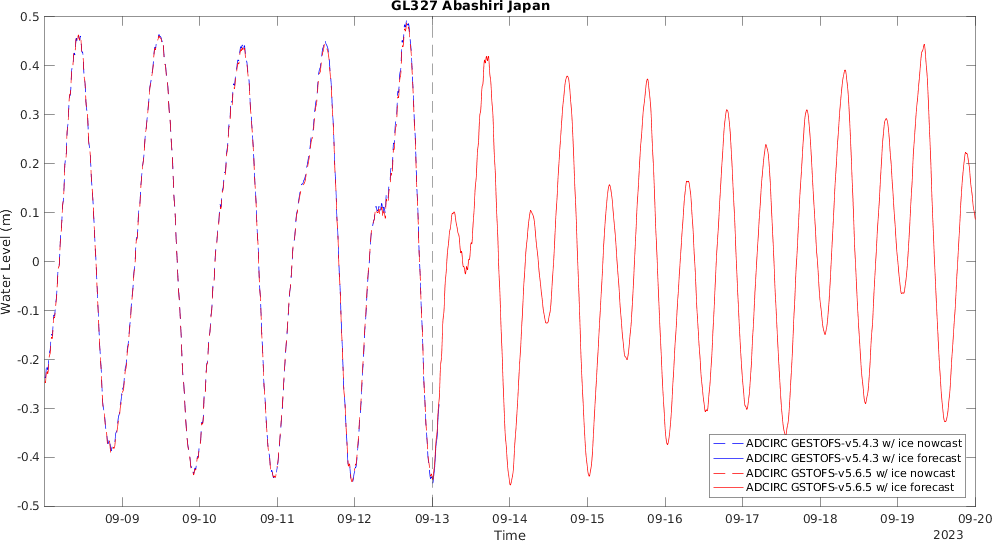 GL327 Abashiri Japan
Water Level (m)
0.5
0.4
0.3
0.2
0.1
0
-0.1
-0.2
-0.3
-0.4
-0.5
ADCIRC GESTOFS-v5.4.3 w/ ice nowcast
ADCIRC GESTOFS-v5.4.3 w/ ice forecast
ADCIRC GSTOFS-v5.6.5 w/ ice nowcast
ADCIRC GSTOFS-v5.6.5 w/ ice forecast
09-09 09-10 09-11 09-12 09-13 09-14 09-15 09-16 09-17 09-18 09-19 09-20
Time
2023